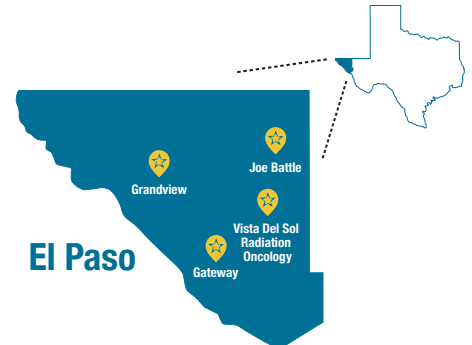 Joe Battle
Grandview
Vista Del Sol
Radiation
Oncology
El Paso
Gateway